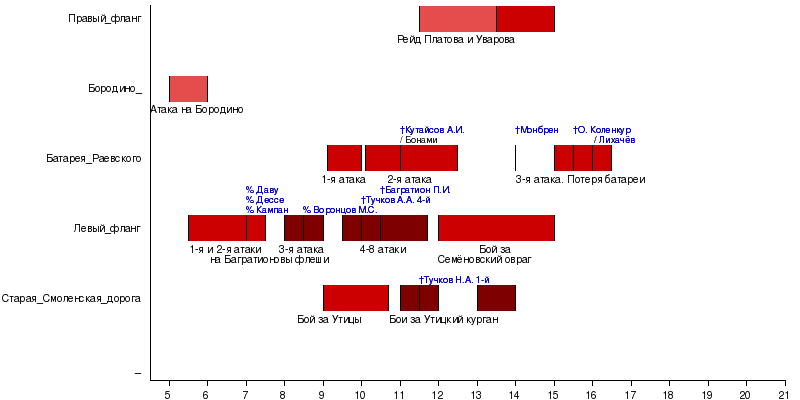 Правый_фланг
Рейд Платова и Уварова
Бородино_
Атака на Бородино
†Кутайсов А.И.
/ Бонами
†Монбрен
†О. Коленкур
/ Лихачёв
Батарея_Раевского
1-я атака
2-я атака
3-я атака. Потеря батареи
% Даву
% Дессе
% Кампан
% Воронцов М.С.
†Багратион П.И.
†Тучков А.А. 4-й
Левый_фланг
1-я и 2-я атаки
на Багратионовы флеши
3-я атака
4-8 атаки
Бой за
Семёновский овраг
†Тучков Н.А. 1-й
Старая_Смоленская_дорога
Бой за Утицы
Бои за Утицкий курган
_
5 6 7 8 9 10 11 12 13 14 15 16 17 18 19 20 21